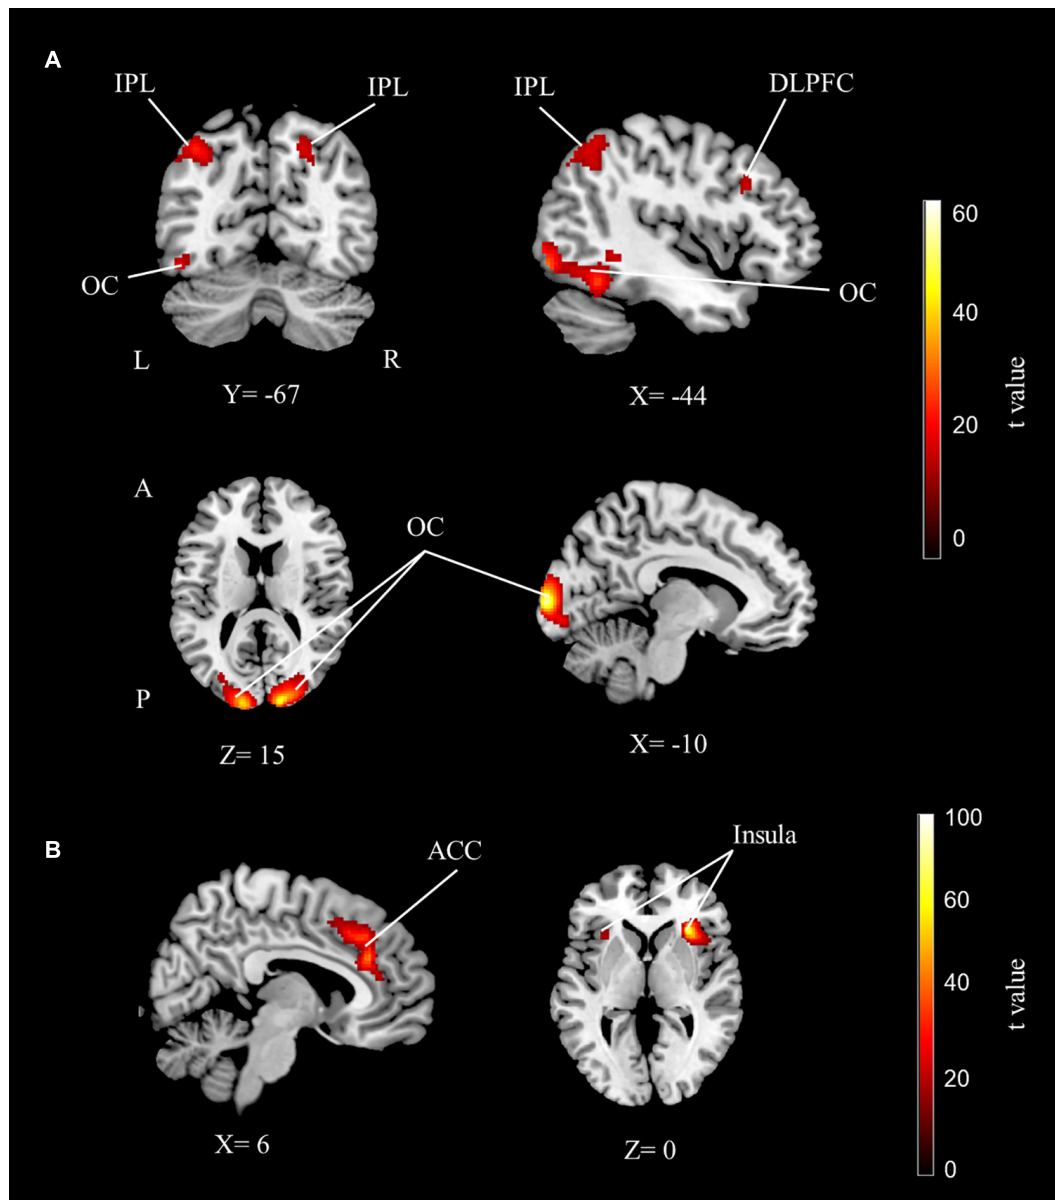 A
IPL
IPL
IPL
DLPFC
OC
OC
L
R
Y= -67
X= -44
60
40
20
0
t value
A
OC
P
Z= 15
X= -10
B
ACC
Insula
X= 6
Z= 0
100
60
40
20
0
t value